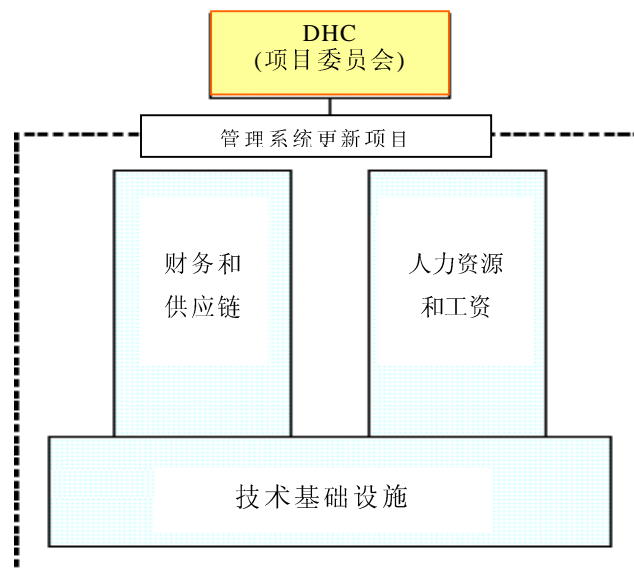 DHC
(项目委员会)
管理系统更新项目
财务和
供应链
人力资源
和工资
技术基础设施